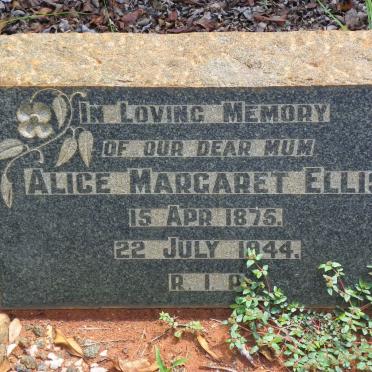 IN LOVING MEMORY
OF OUR DEAR MUM
ALICE MARGARET ELLIS
15 APR 1875.
22 JULY 1944.
R. I. P.